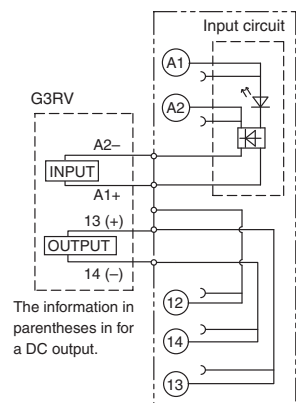 Input circuit
A1
G3RV
A2
A2–
INPUT
A1+
13 (+)
OUTPUT
14 (–)
The information in
parentheses in for
a DC output.
12
14
13